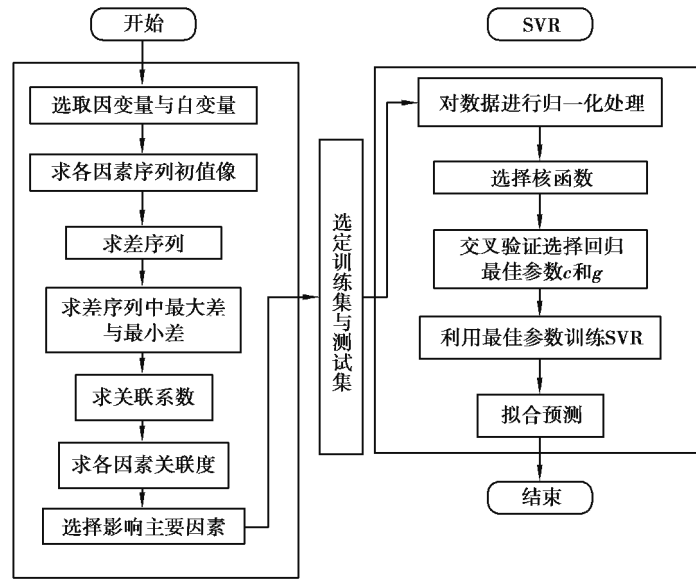 开始
选取因变量与自变量
求各因素序列初值像
求差序列
求差序列中最大差
与最小差
求关联系数
求各因素关联度
选择影响主要因素
选定训练集与测试集
SVR
对数据进行归一化处理
选择核函数
交叉验证选择回归
最佳参数c和g
利用最佳参数训练SVR
拟合预测
结束